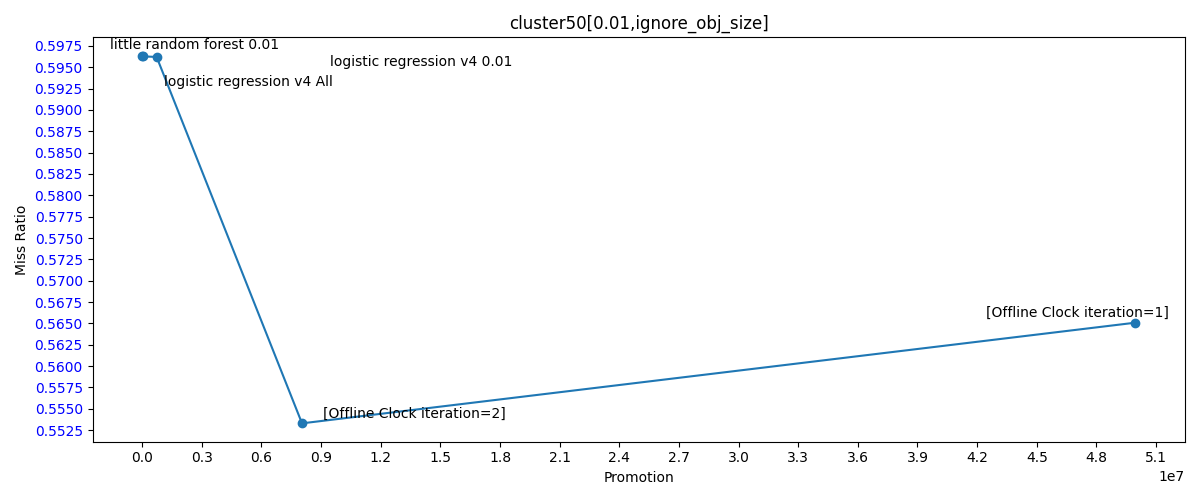 cluster50[0.01,ignore_obj_size]
0.5975
0.5950
0.5925
0.5900
0.5875
0.5850
0.5825
0.5800
0.5775
0.5750
0.5725
0.5700
0.5675
0.5650
0.5625
0.5600
0.5575
0.5550
0.5525
Miss Ratio
little random forest 0.01
logistic regression v4 0.01
logistic regression v4 All
[Offline Clock iteration=1]
[Offline Clock iteration=2]
0.0 0.3 0.6 0.9 1.2 1.5 1.8 2.1 2.4 2.7 3.0 3.3 3.6 3.9 4.2 4.5 4.8 5.1
1e7
Promotion